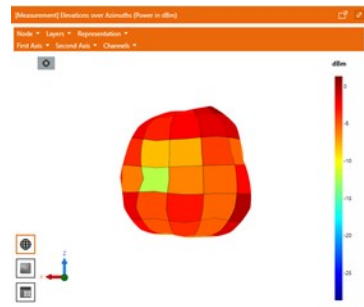 [Measurement] Elevations over Azimuths (Power in dBm)
Node Layers Representation
First Axis Second Axis Channels
dBm
0
-5
-10
-15
-20
-25
Z